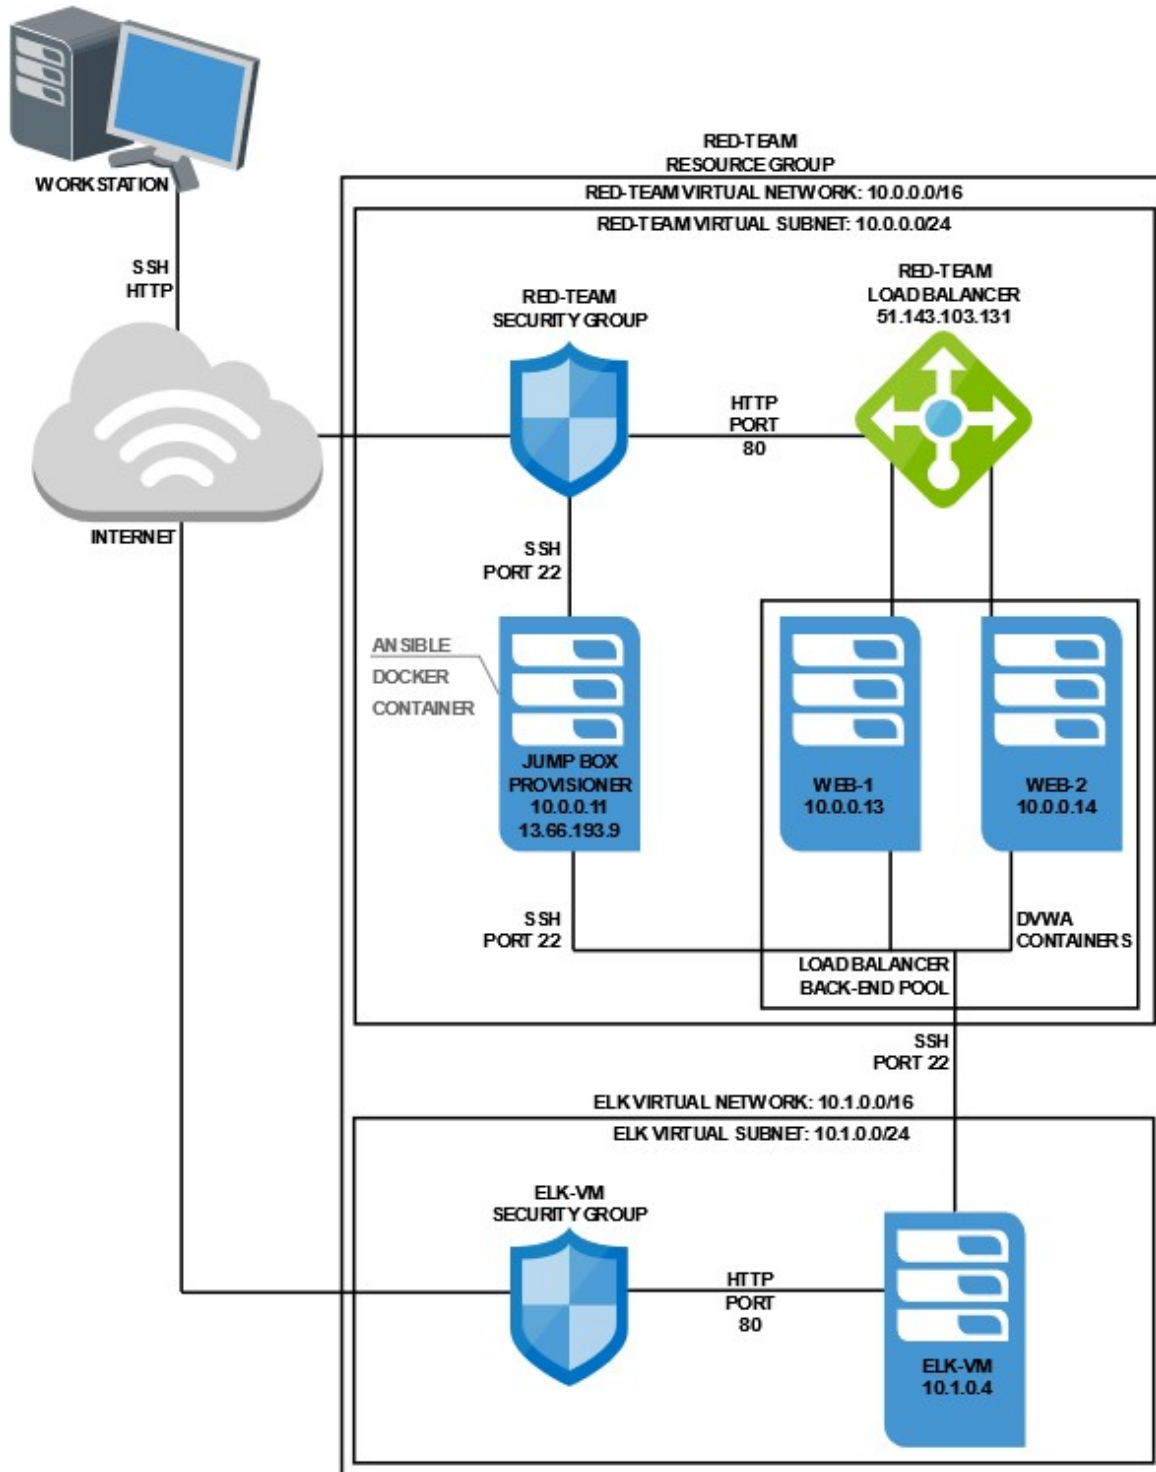 WORKSTATION
SSH
HTTP
INTERNET
RED-TEAM
RESOURCE GROUP
RED-TEAM VIRTUAL NETWORK: 10.0.0.0/16
RED-TEAM VIRTUAL SUBNET: 10.0.0.0/24
RED-TEAM
SECURITY GROUP
RED-TEAM
LOAD BALANCER
51.143.103.131
HTTP
PORT
80
SSH
PORT 22
ANSIBLE
DOCKER
CONTAINER
JUMP BOX
PROVISIONER
10.0.0.11
13.66.193.9
WEB-1
10.0.0.13
WEB-2
10.0.0.14
SSH
PORT 22
DVWA
CONTAINERS
LOAD BALANCER
BACK-END POOL
SSH
PORT 22
ELK VIRTUAL NETWORK: 10.1.0.0/16
ELK VIRTUAL SUBNET: 10.1.0.0/24
ELK-VM
SECURITY GROUP
HTTP
PORT
80
ELK-VM
10.1.0.4